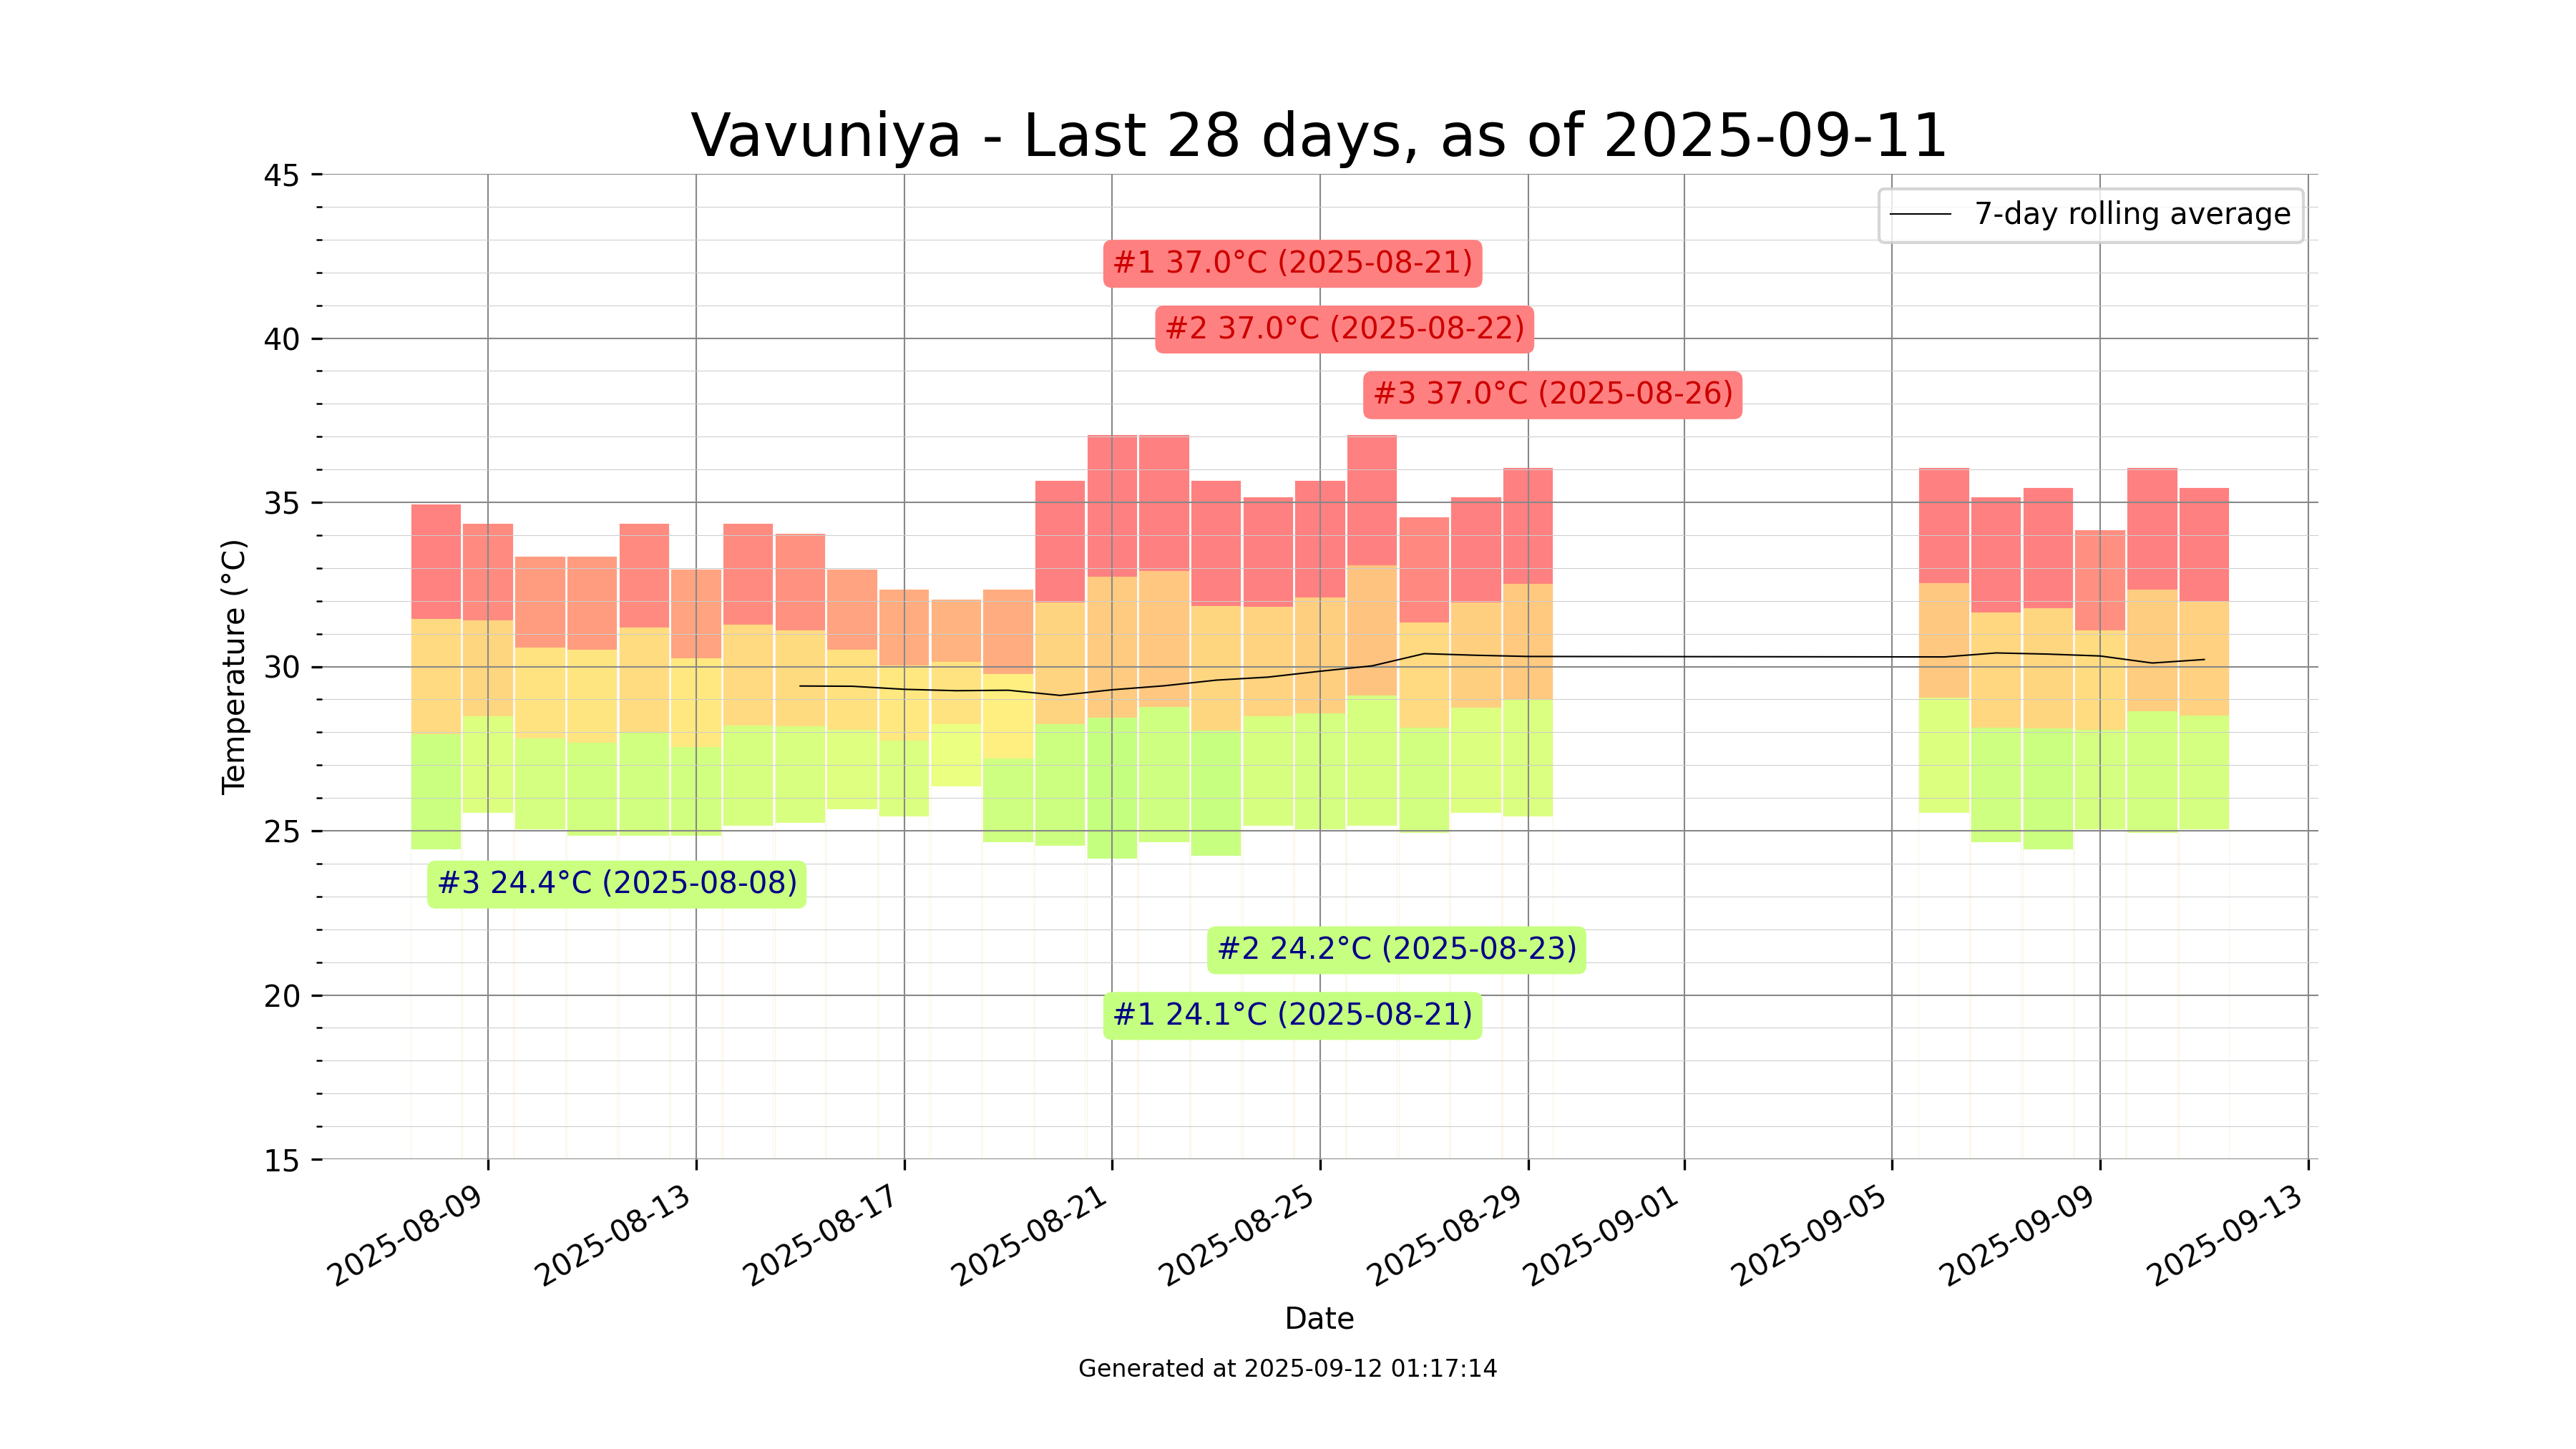 Vavuniya - Last 28 days, as of 2025-09-11
45
40
35
30
25
20
15
Temperature (°C)
7-day rolling average
#1 37.0°C (2025-08-21)
#2 37.0°C (2025-08-22)
#3 37.0°C (2025-08-26)
#3 24.4°C (2025-08-08)
#2 24.2°C (2025-08-23)
#1 24.1°C (2025-08-21)
2025-08-09
2025-08-13
2025-08-17
2025-08-21
2025-08-25
2025-08-29
2025-09-01
2025-09-05
2025-09-09
2025-09-13
Date
Generated at 2025-09-12 01:17:14